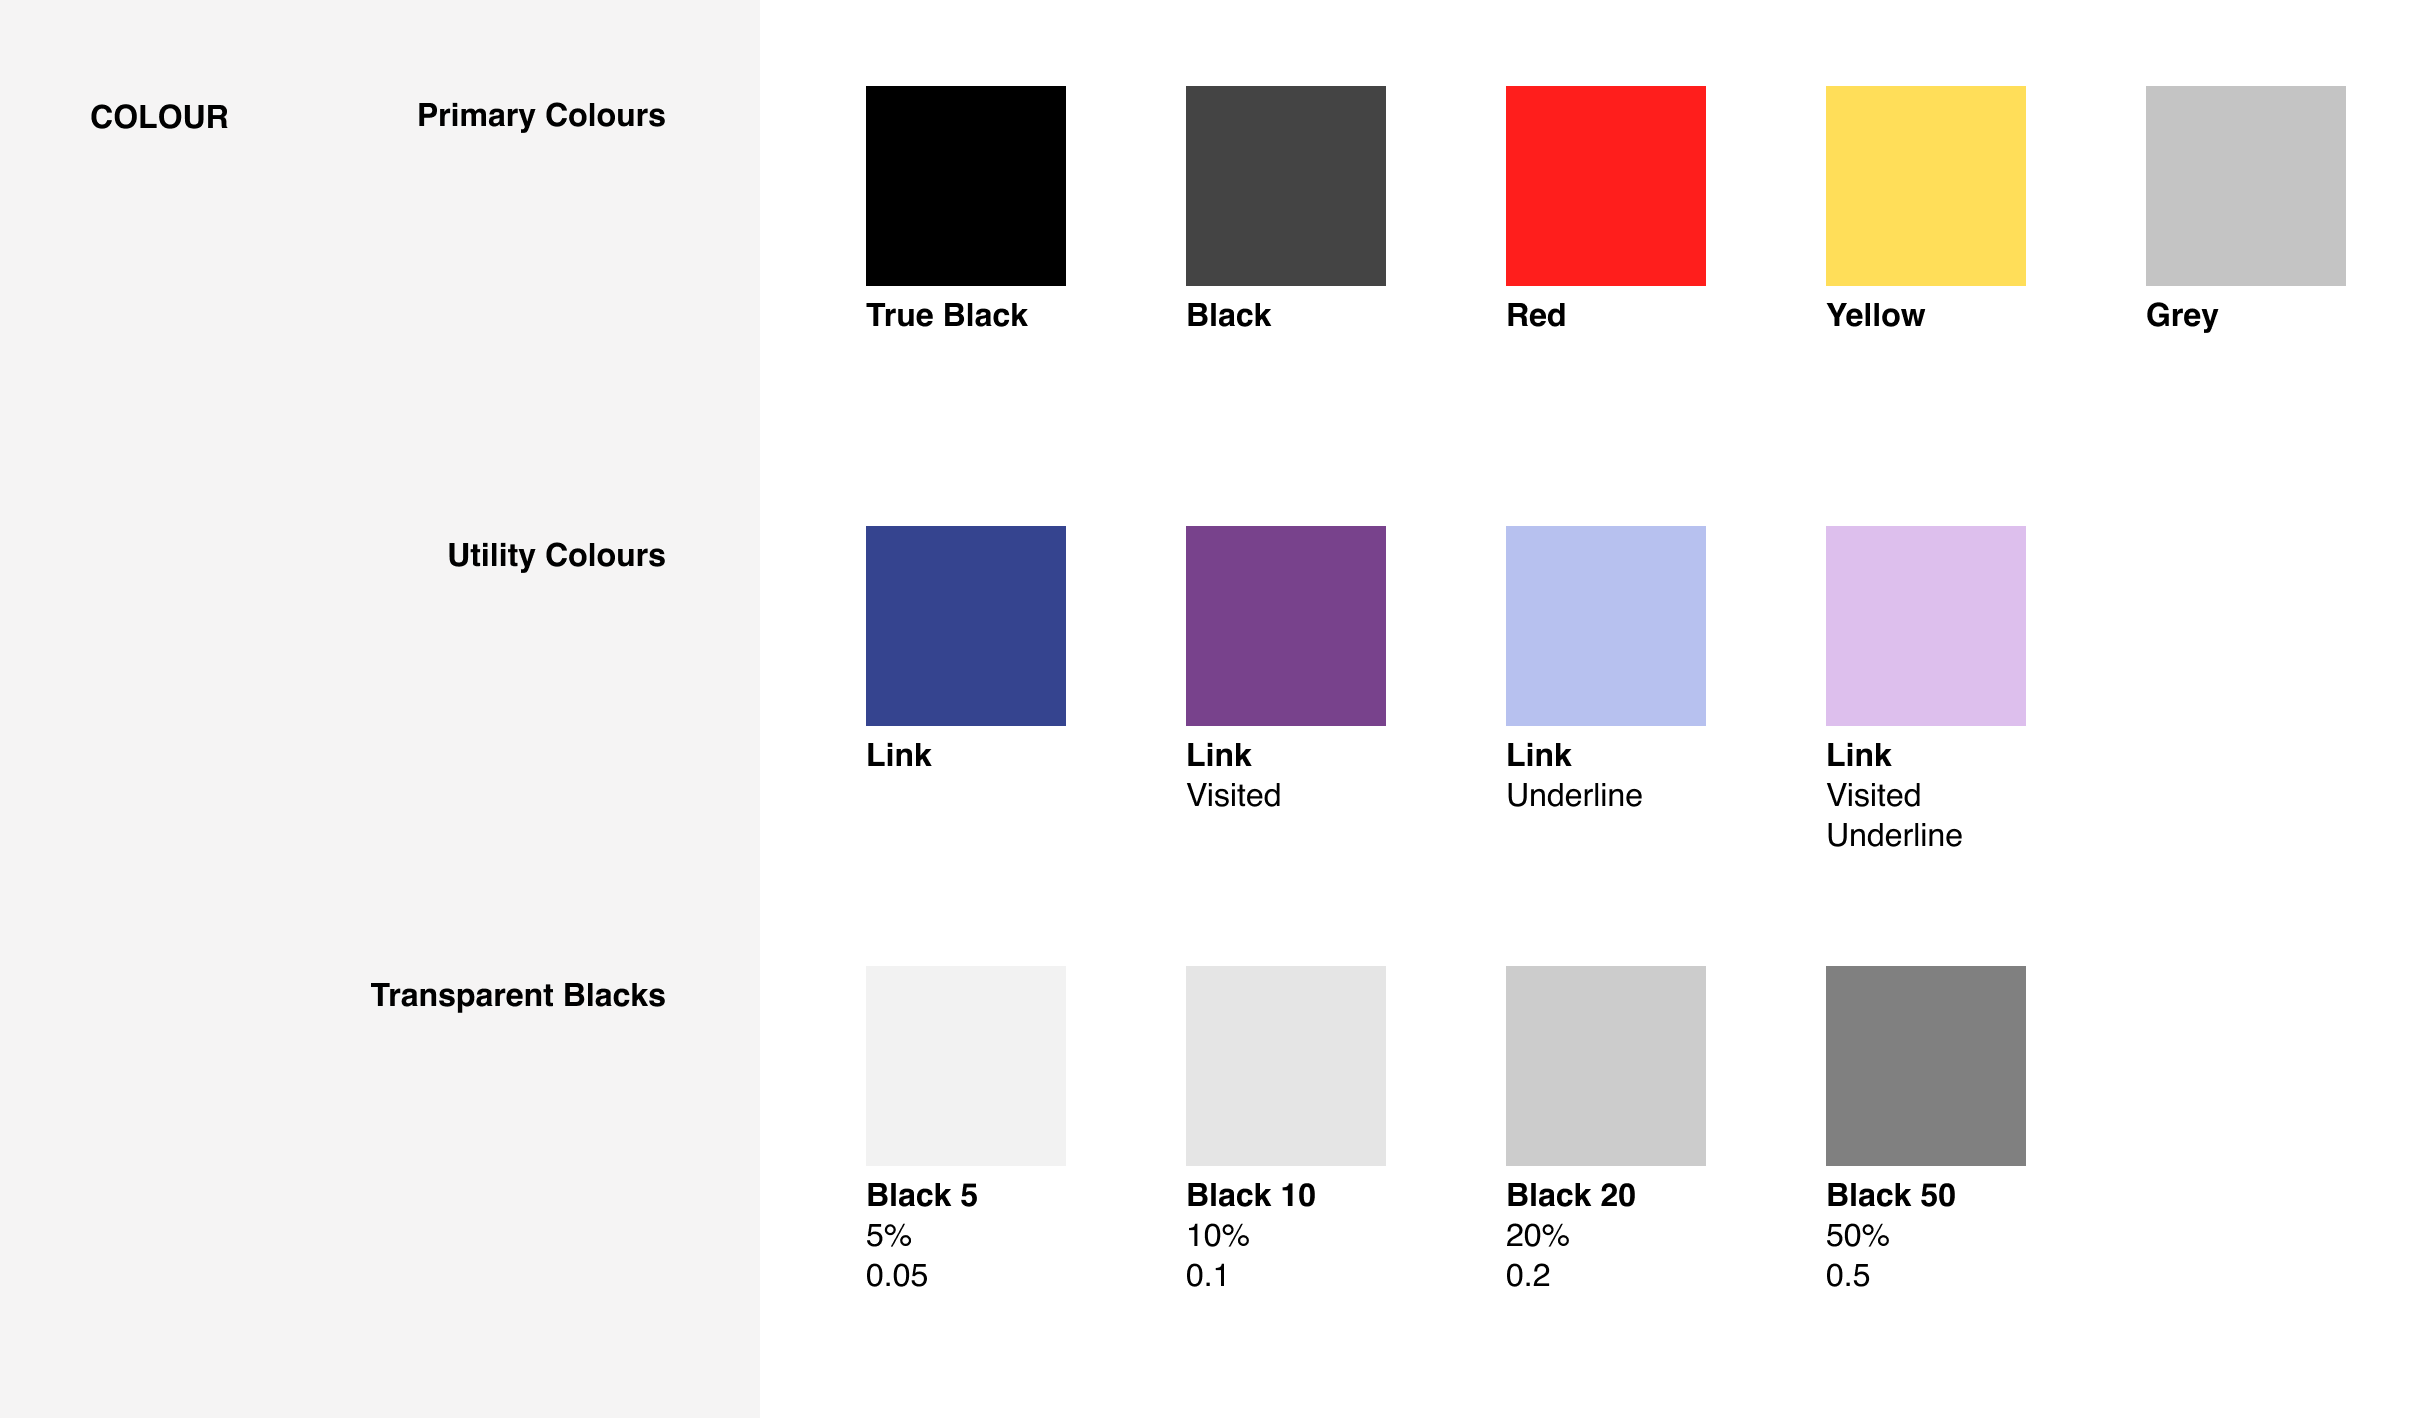 COLOUR
Primary Colours
True Black
Black
Red
Yellow
Grey
Utility Colours
Link
Link
Visited
Link
Underline
Link
Visited
Underline
Transparent Blacks
Black 5
5%
0.05
Black 10
10%
0.1
Black 20
20%
0.2
Black 50
50%
0.5